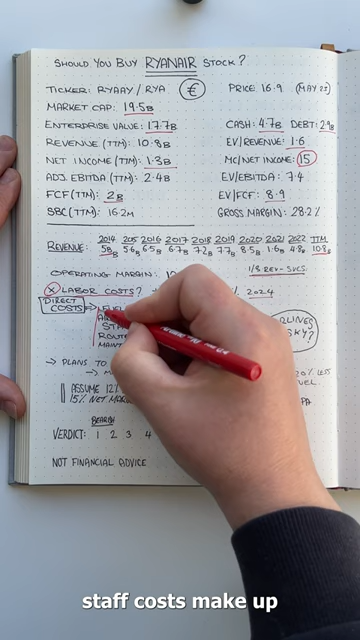 SHOULD YOU BUY RYANAIR STOCK?
TICKER: RYAAY / RYA € PRICE 16.9 (MAY 23)
MARKET CAP: 19.5B
ENTERPRISE VALUE: 17.7B CASH: 4.7B DEBT: 2.9B
REVENUE (TTM): 10.8B EV/REVENUE: 1.6
NET INCOME (TTM): 1.3B MC/NET INCOME: 15
ADJ. EBITDA (TTM): 2.4B EV/EBITDA: 7.4
FCF (TTM): 2B EV/FCF: 8.9
SBC (TTM): 16.2M GROSS MARGIN: 28.2%
2014 2015 2016 2017 2018 2019 2020 2021 2022 TTM
REVENUE: 5B 5.6B 6.5B 6.7B 7.2B 7.7B 8.5B 1.6B 4.8B 10.8B
OPERATING MARGIN: 1/3 REV-SVCS
X LABOR COSTS? % 2024
DIRECT COSTS
→ PLANS TO 20% LESS
ASSUME 12%
15% NET
BEARISH
VERDICT: 1 2 3 4
NOT FINANCIAL ADVICE
staff costs make up